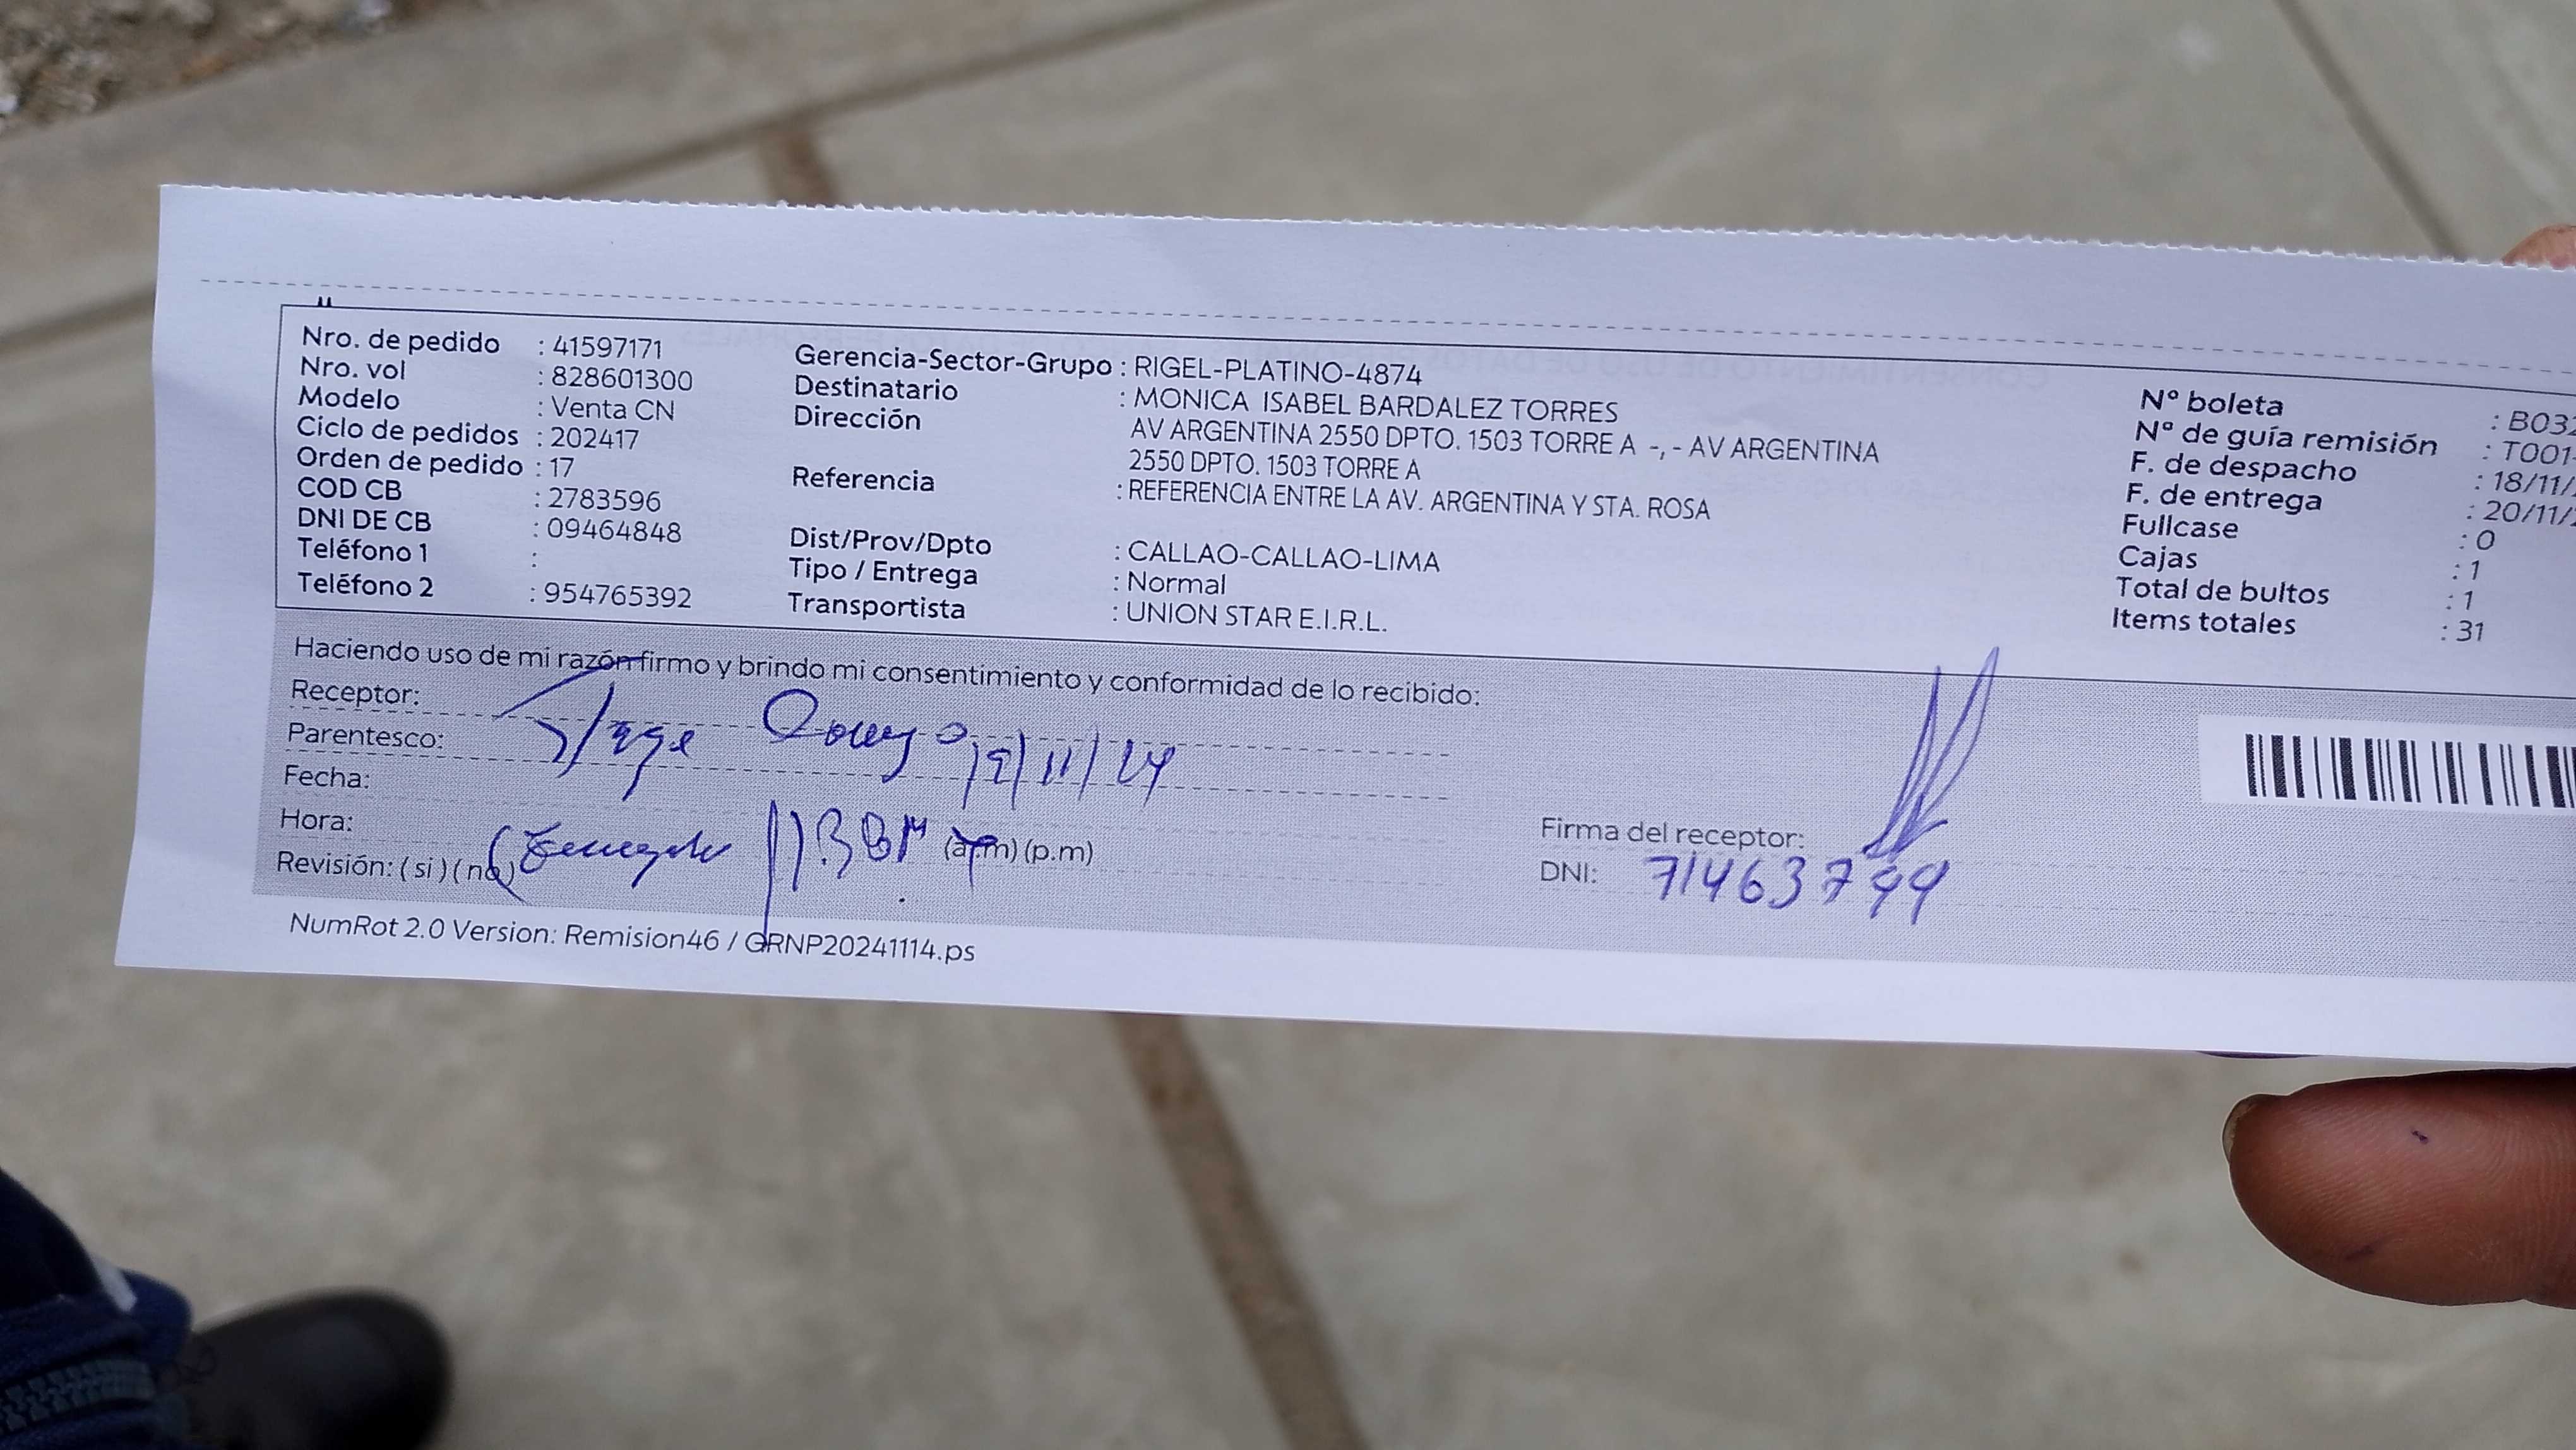 Nro. de pedido : 41597171
Nro. vol : 828601300
Modelo : Venta CN
Ciclo de pedidos : 202417
Orden de pedido : 17
COD CB : 2783596
DNI DE CB : 09464848
Teléfono 1 :
Teléfono 2 : 954765392
Gerencia-Sector-Grupo : RIGEL-PLATINO-4874
Destinatario : MONICA ISABEL BARDALEZ TORRES
Dirección AV ARGENTINA 2550 DPTO. 1503 TORRE A -,- AV ARGENTINA
2550 DPTO. 1503 TORRE A
Referencia : REFERENCIA ENTRE LA AV. ARGENTINA Y STA. ROSA
Dist/Prov/Dpto : CALLAO-CALLAO-LIMA
Tipo / Entrega : Normal
Transportista : UNION STAR E.I.R.L.
N° boleta : B032
N° de guía remisión : T001-
F. de despacho : 18/11/
F. de entrega : 20/11/
Fullcase : 0
Cajas : 1
Total de bultos : 1
Items totales : 31
Haciendo uso de mi razón firmo y brindo mi consentimiento y conformidad de lo recibido:
Receptor:
Parentesco: 19/11/24
Fecha:
Hora: (a.m) (p.m)
Revisión: (si) (no)
Firma del receptor:
DNI: 71463799
NumRot 2.0 Version: Remision46 / GRNP20241114.ps